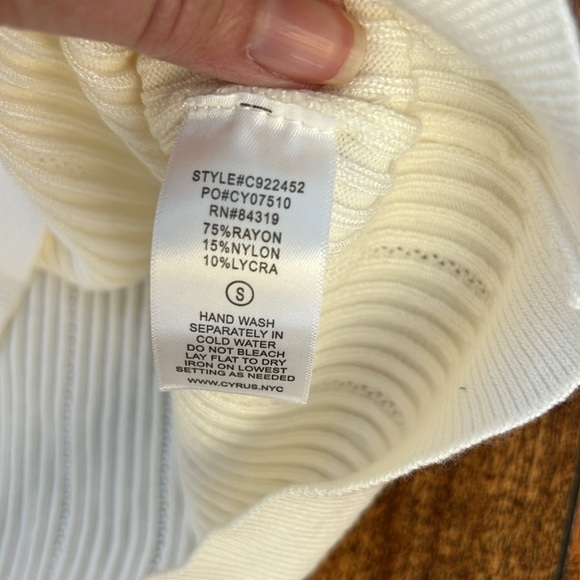 STYLE#C922452
PO#CY07510
RN#84319
75%RAYON
15%NYLON
10%LYCRA
S
HAND WASH
SEPARATELY IN
COLD WATER
DO NOT BLEACH
LAY FLAT TO DRY
IRON ON LOWEST
SETTING AS NEEDED
WWW.CYRUS.NYC